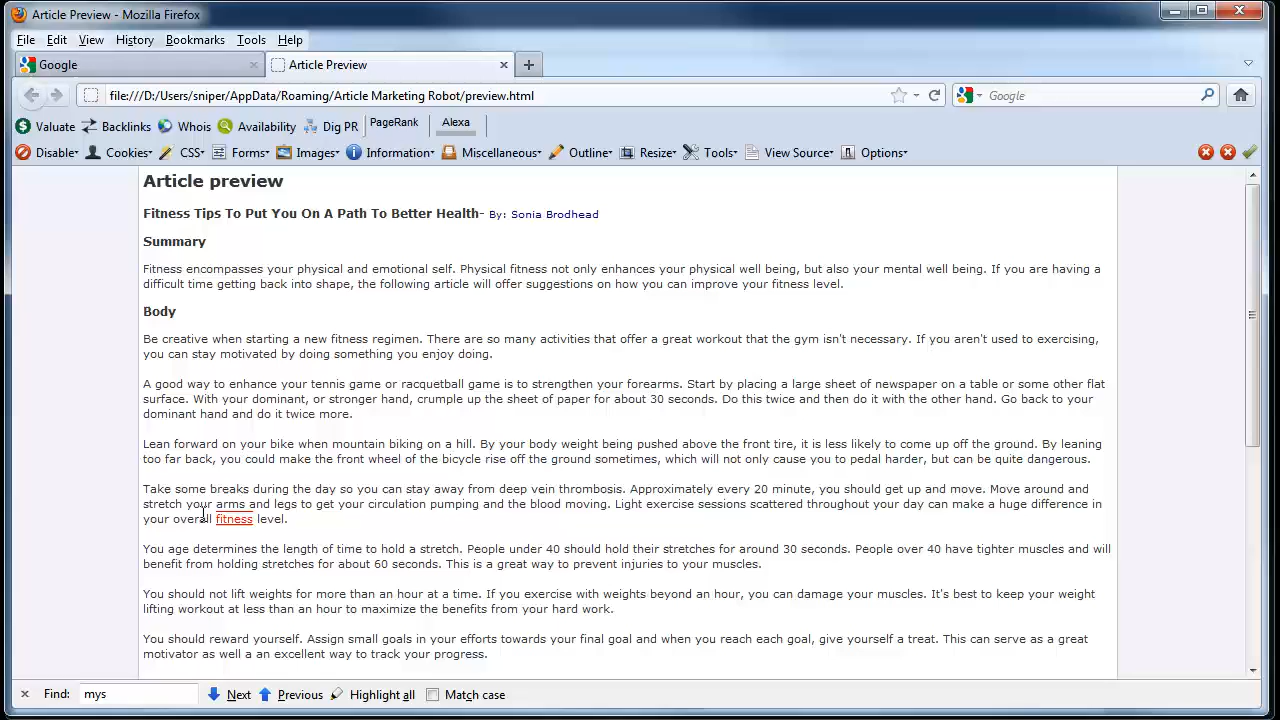 Article Preview - Mozilla Firefox
File Edit View History Bookmarks Tools Help
Google Article Preview
file:///D:/Users/sniper/AppData/Roaming/Article Marketing Robot/preview.html Google
Valuate Backlinks Whois Availability Dig PR PageRank Alexa
Disable Cookies CSS Forms Images Information Miscellaneous Outline Resize Tools View Source Options
Article preview
Fitness Tips To Put You On A Path To Better Health- By: Sonia Brodhead
Summary
Fitness encompasses your physical and emotional self. Physical fitness not only enhances your physical well being, but also your mental well being. If you are having a
difficult time getting back into shape, the following article will offer suggestions on how you can improve your fitness level.
Body
Be creative when starting a new fitness regimen. There are so many activities that offer a great workout that the gym isn't necessary. If you aren't used to exercising,
you can stay motivated by doing something you enjoy doing.
A good way to enhance your tennis game or racquetball game is to strengthen your forearms. Start by placing a large sheet of newspaper on a table or some other flat
surface. With your dominant, or stronger hand, crumple up the sheet of paper for about 30 seconds. Do this twice and then do it with the other hand. Go back to your
dominant hand and do it twice more.
Lean forward on your bike when mountain biking on a hill. By your body weight being pushed above the front tire, it is less likely to come up off the ground. By leaning
too far back, you could make the front wheel of the bicycle rise off the ground sometimes, which will not only cause you to pedal harder, but can be quite dangerous.
Take some breaks during the day so you can stay away from deep vein thrombosis. Approximately every 20 minute, you should get up and move. Move around and
stretch your arms and legs to get your circulation pumping and the blood moving. Light exercise sessions scattered throughout your day can make a huge difference in
your overall fitness level.
You age determines the length of time to hold a stretch. People under 40 should hold their stretches for around 30 seconds. People over 40 have tighter muscles and will
benefit from holding stretches for about 60 seconds. This is a great way to prevent injuries to your muscles.
You should not lift weights for more than an hour at a time. If you exercise with weights beyond an hour, you can damage your muscles. It's best to keep your weight
lifting workout at less than an hour to maximize the benefits from your hard work.
You should reward yourself. Assign small goals in your efforts towards your final goal and when you reach each goal, give yourself a treat. This can serve as a great
motivator as well a an excellent way to track your progress.
Find: mys Next Previous Highlight all Match case